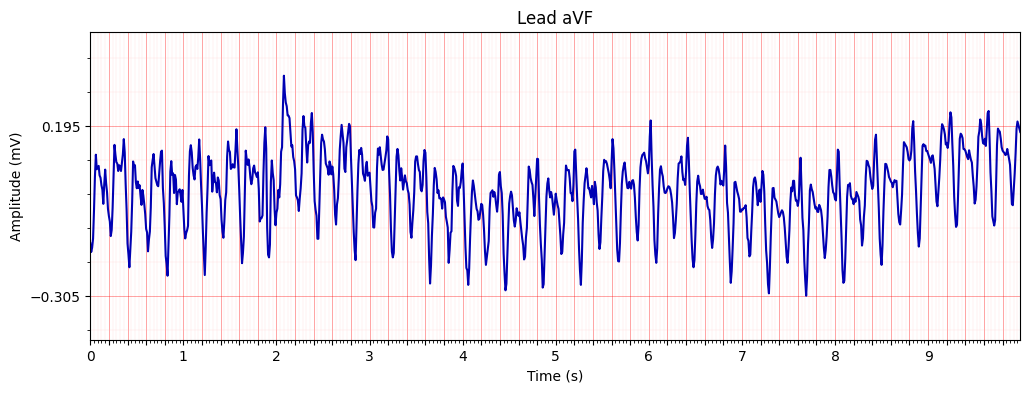 Lead aVF
Amplitude (mV)
0.195
−0.305
0 1 2 3 4 5 6 7 8 9
Time (s)